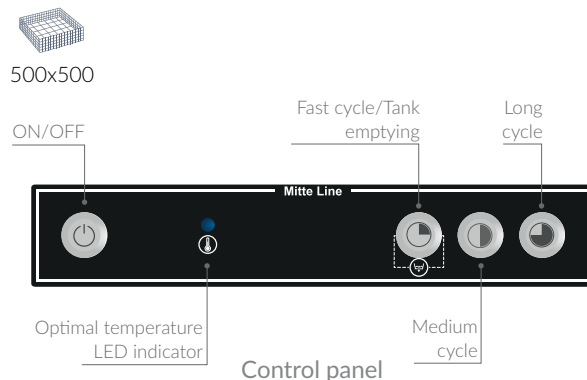 500x500
ON/OFF
Fast cycle/Tank
emptying
Long
cycle
Mitte Line
Optimal temperature
LED indicator
Medium
cycle
Control panel